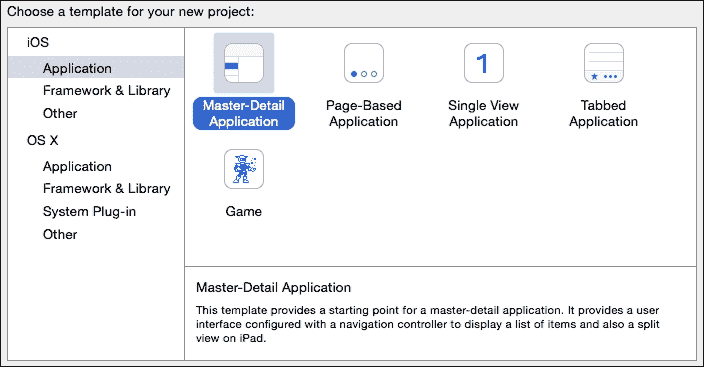 Choose a template for your new project:
iOS
Application
Framework & Library
Other
OS X
Application
Framework & Library
System Plug-in
Other
Master-Detail
Application
Page-Based
Application
1
Single View
Application
Tabbed
Application
Game
Master-Detail Application
This template provides a starting point for a master-detail application. It provides a user
interface configured with a navigation controller to display a list of items and also a split
view on iPad.